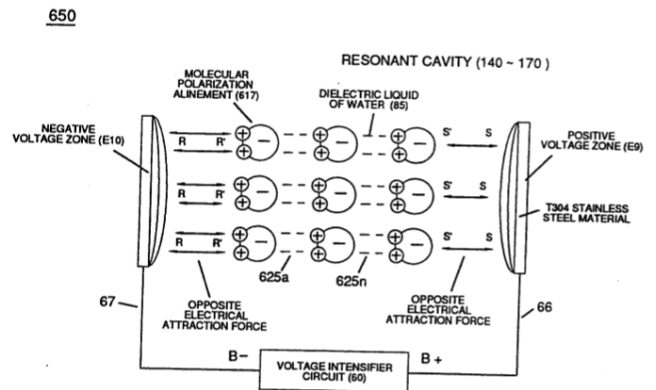 650
RESONANT CAVITY (140 ~ 170 )
MOLECULAR
POLARIZATION
ALINEMENT (617)
DIELECTRIC LIQUID
OF WATER (85)
NEGATIVE
VOLTAGE ZONE (E10)
POSITIVE
VOLTAGE ZONE (E9)
+ − + − + − S' S
R R' + + +
+ − + − + − S' S
R R' + + +
T304 STAINLESS
STEEL MATERIAL
+ − + − + − S' S
R R' + + +
625a 625n
67
OPPOSITE
ELECTRICAL
ATTRACTION FORCE
OPPOSITE
ELECTRICAL
ATTRACTION FORCE
66
B− VOLTAGE INTENSIFIER B+
CIRCUIT (60)